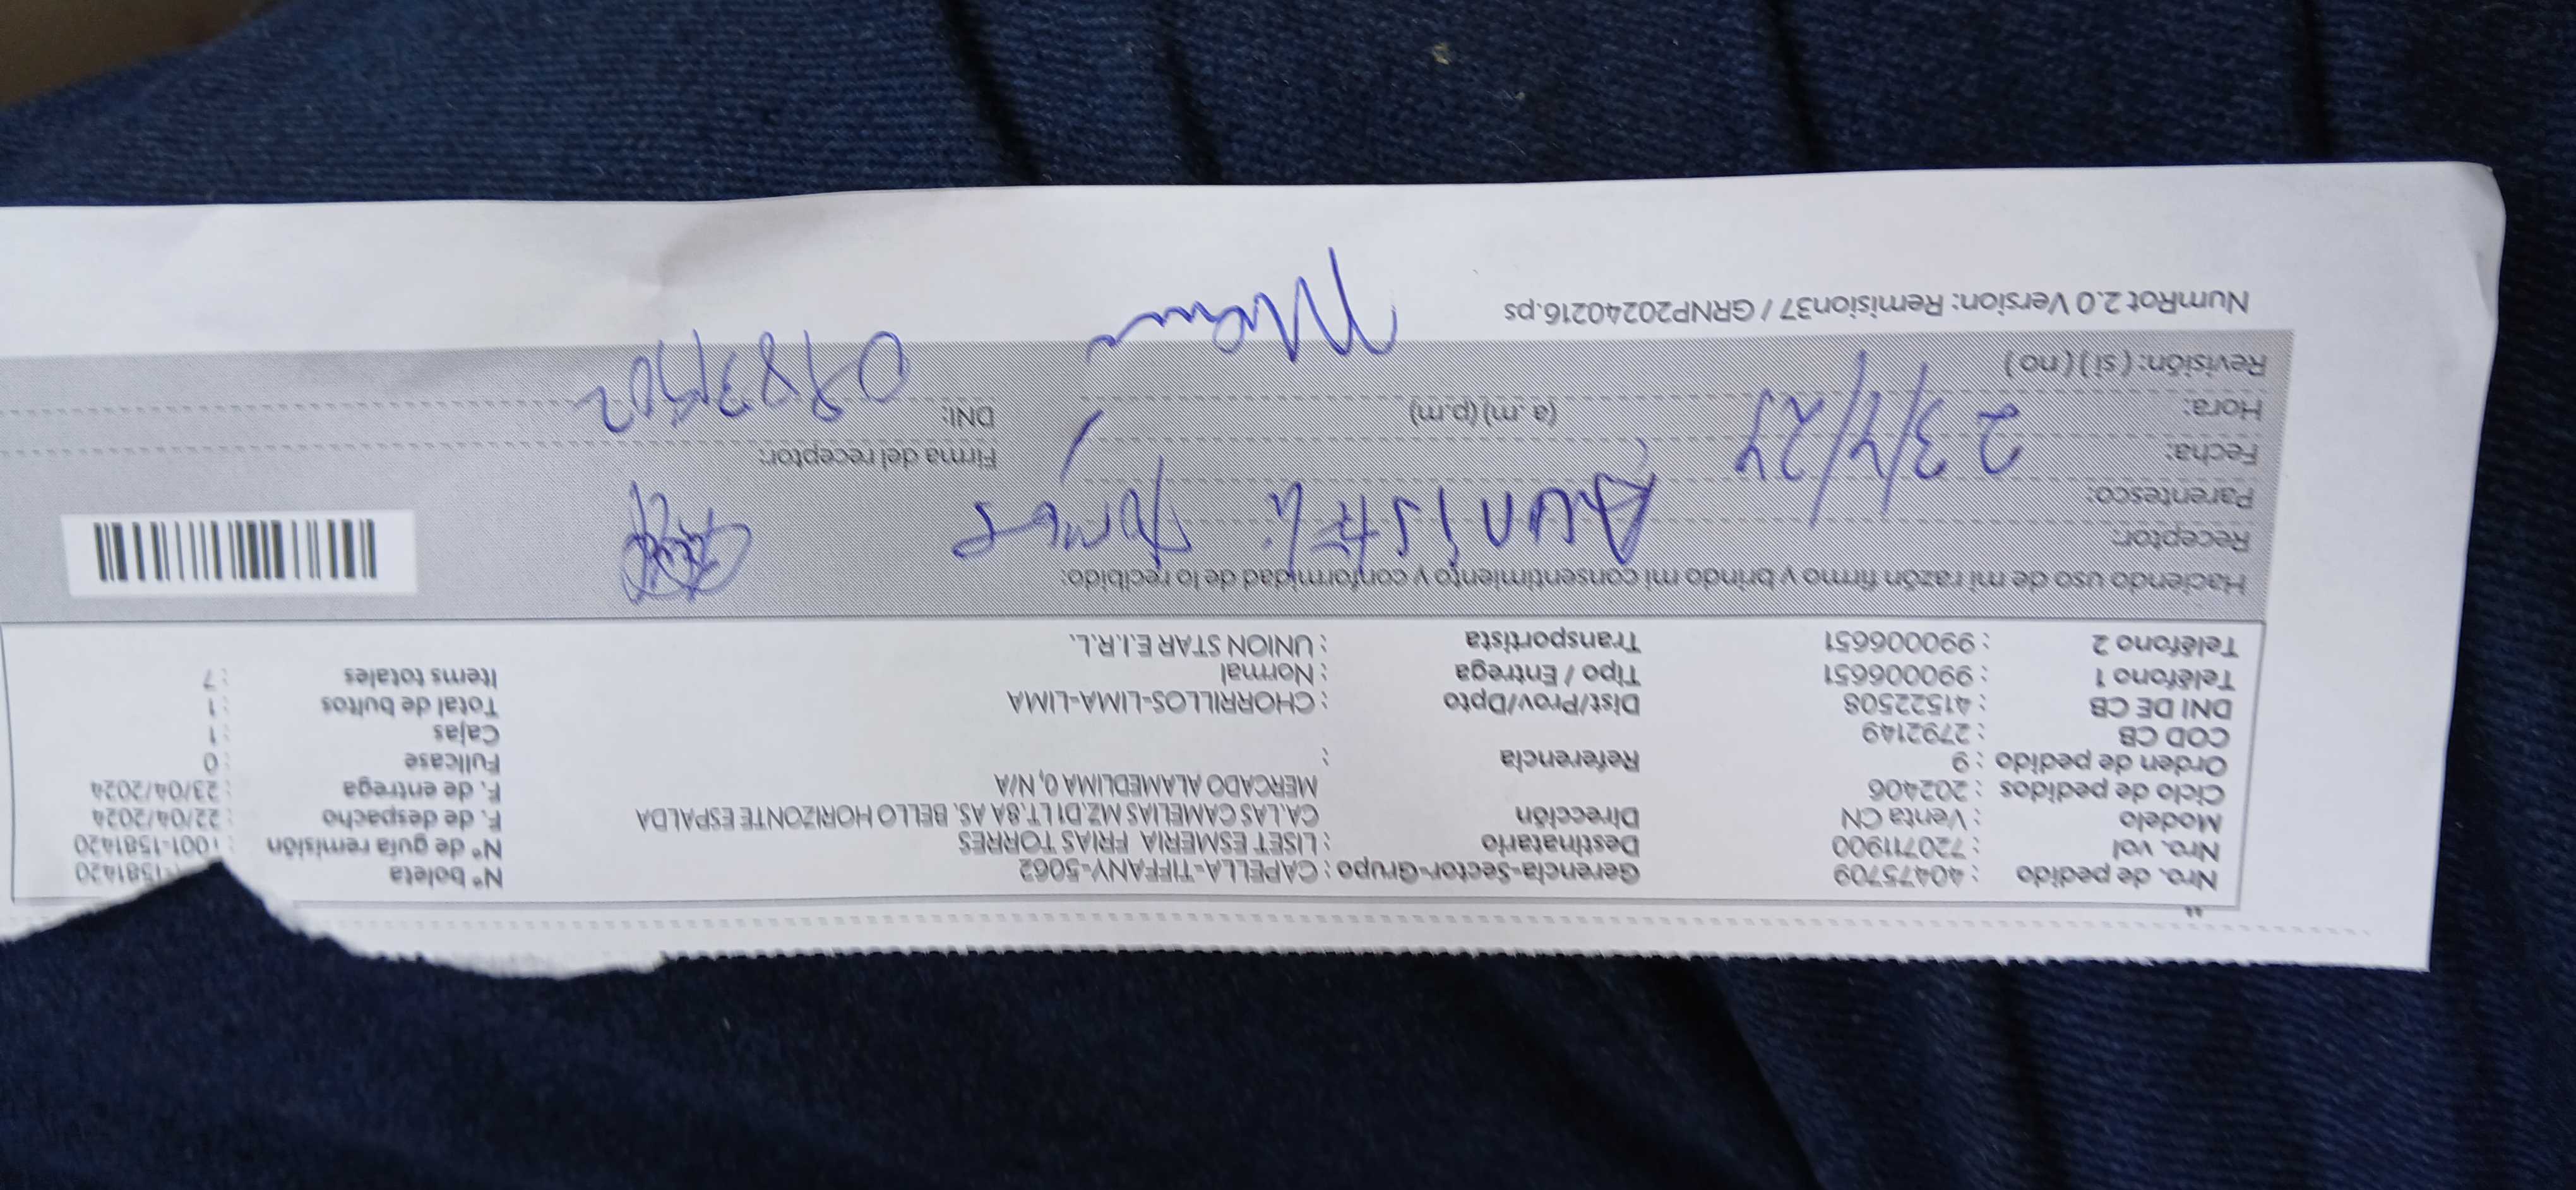 Nro. de pedido : 40475709 Gerencia-Sector-Grupo : CAPELLA-TIFFANY-5062 N° boleta -1581420
Nro. vol : 720711900 Destinatario : LISET ESMERIA FRIAS TORRES N° de guía remisión : T001-1581420
Modelo : Venta CN Dirección CA.LAS CAMELIAS MZ.D1 LT.8A AS. BELLO HORIZONTE ESPALDA F. de despacho : 22/04/2024
Ciclo de pedidos : 202406 MERCADO ALAMEDLIMA 0, N/A F. de entrega : 23/04/2024
Orden de pedido : 9 Referencia : Fullcase : 0
COD CB : 2792149 Cajas : 1
DNI DE CB : 41522508 Dist/Prov/Dpto : CHORRILLOS-LIMA-LIMA Total de bultos : 1
Teléfono 1 : 990006651 Tipo / Entrega : Normal Items totales : 7
Teléfono 2 : 990006651 Transportista : UNION STAR E.I.R.L.
Haciendo uso de mi razón firmo y brindo mi consentimiento y conformidad de lo recibido:
Receptor: Torres
Parentesco:
Fecha: 23/4/24 Firma del receptor:
Hora: (a. m) (p.m) DNI:
Revisión: ( si ) ( no )
NumRot 2.0 Version: Remision37 / GRNP20240216.ps